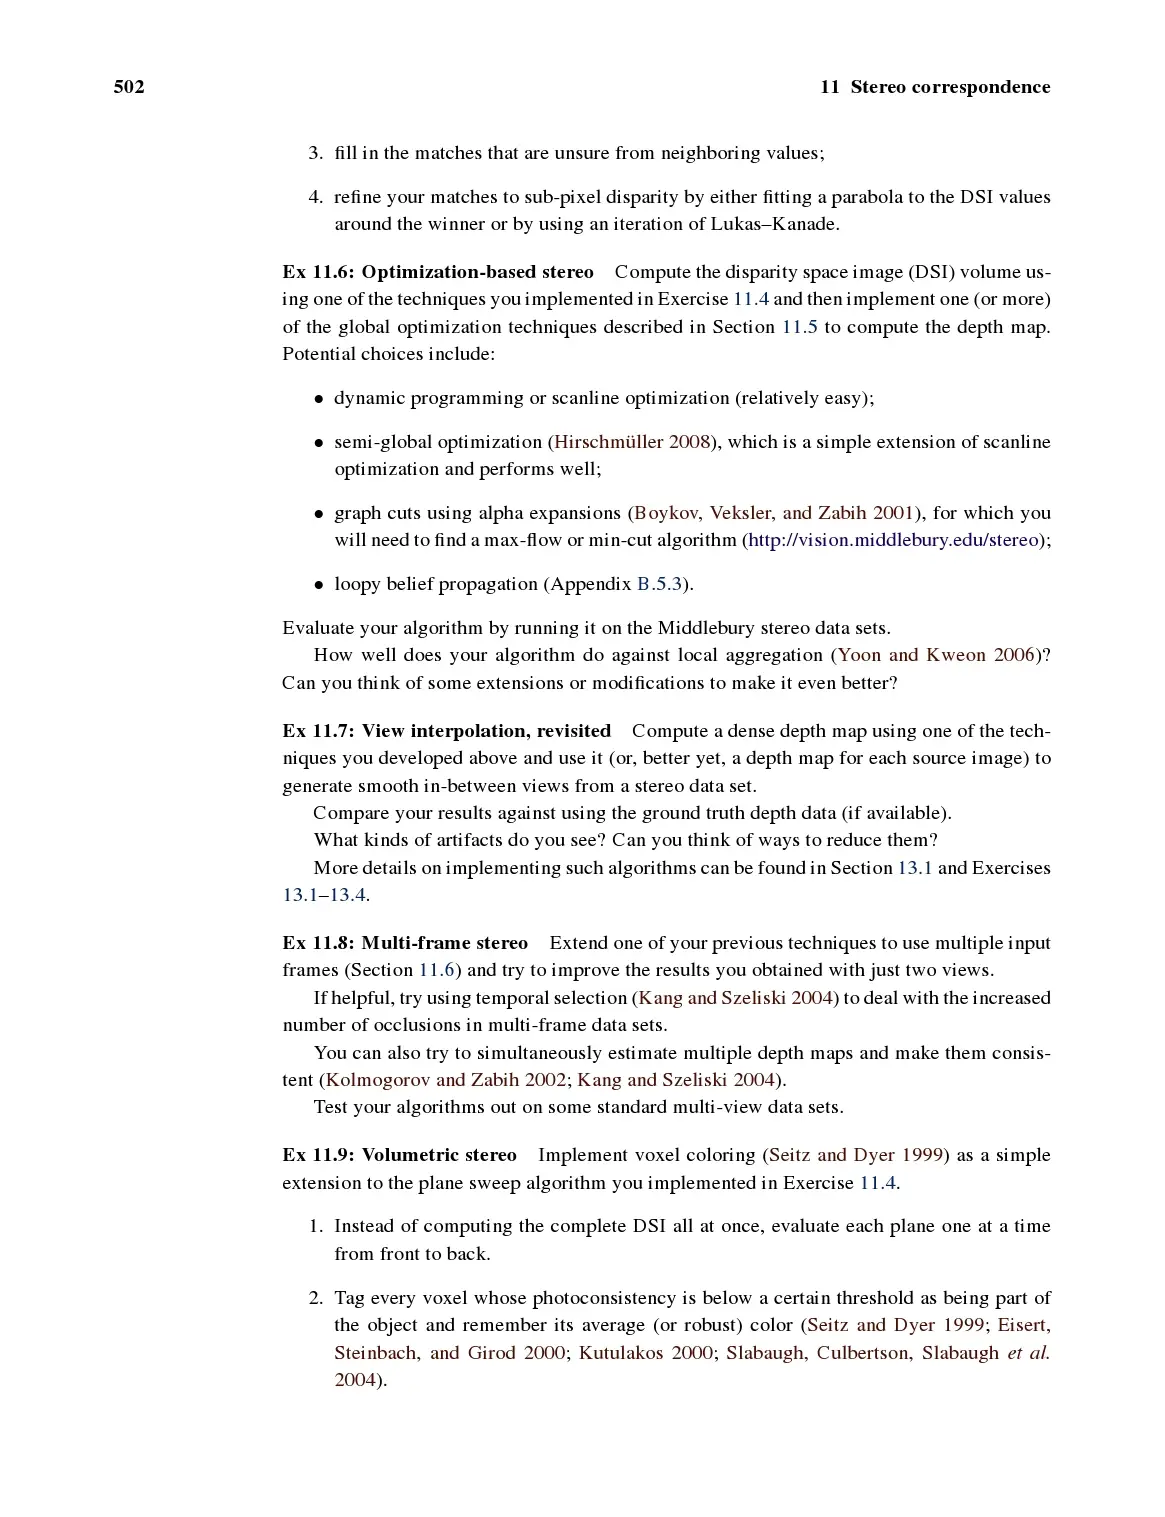 502 11 Stereo correspondence
3. fill in the matches that are unsure from neighboring values;
4. refine your matches to sub-pixel disparity by either fitting a parabola to the DSI values
around the winner or by using an iteration of Lukas–Kanade.
Ex 11.6: Optimization-based stereo Compute the disparity space image (DSI) volume us-
ing one of the techniques you implemented in Exercise 11.4 and then implement one (or more)
of the global optimization techniques described in Section 11.5 to compute the depth map.
Potential choices include:
• dynamic programming or scanline optimization (relatively easy);
• semi-global optimization (Hirschmüller 2008), which is a simple extension of scanline
optimization and performs well;
• graph cuts using alpha expansions (Boykov, Veksler, and Zabih 2001), for which you
will need to find a max-flow or min-cut algorithm (http://vision.middlebury.edu/stereo);
• loopy belief propagation (Appendix B.5.3).
Evaluate your algorithm by running it on the Middlebury stereo data sets.
How well does your algorithm do against local aggregation (Yoon and Kweon 2006)?
Can you think of some extensions or modifications to make it even better?
Ex 11.7: View interpolation, revisited Compute a dense depth map using one of the tech-
niques you developed above and use it (or, better yet, a depth map for each source image) to
generate smooth in-between views from a stereo data set.
Compare your results against using the ground truth depth data (if available).
What kinds of artifacts do you see? Can you think of ways to reduce them?
More details on implementing such algorithms can be found in Section 13.1 and Exercises
13.1–13.4.
Ex 11.8: Multi-frame stereo Extend one of your previous techniques to use multiple input
frames (Section 11.6) and try to improve the results you obtained with just two views.
If helpful, try using temporal selection (Kang and Szeliski 2004) to deal with the increased
number of occlusions in multi-frame data sets.
You can also try to simultaneously estimate multiple depth maps and make them consis-
tent (Kolmogorov and Zabih 2002; Kang and Szeliski 2004).
Test your algorithms out on some standard multi-view data sets.
Ex 11.9: Volumetric stereo Implement voxel coloring (Seitz and Dyer 1999) as a simple
extension to the plane sweep algorithm you implemented in Exercise 11.4.
1. Instead of computing the complete DSI all at once, evaluate each plane one at a time
from front to back.
2. Tag every voxel whose photoconsistency is below a certain threshold as being part of
the object and remember its average (or robust) color (Seitz and Dyer 1999; Eisert,
Steinbach, and Girod 2000; Kutulakos 2000; Slabaugh, Culbertson, Slabaugh et al.
2004).